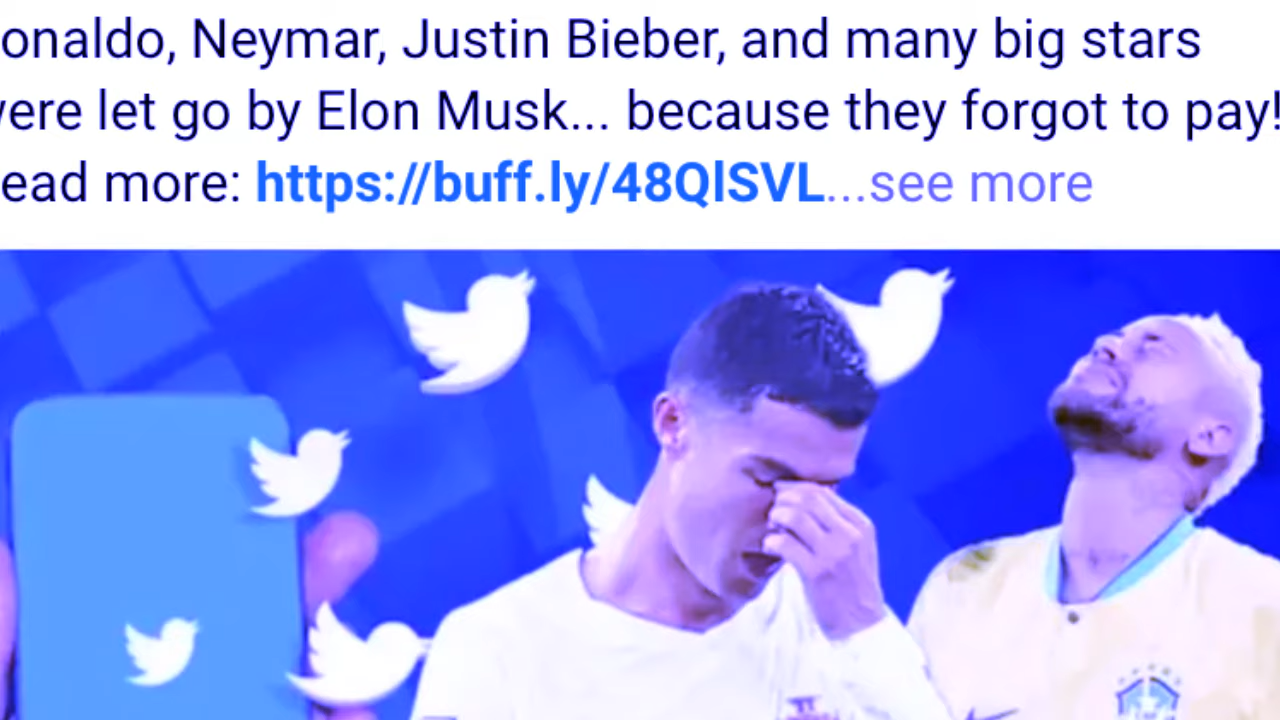 onaldo, Neymar, Justin Bieber, and many big stars
were let go by Elon Musk... because they forgot to pay!
ead more: https://buff.ly/48QlSVL...see more